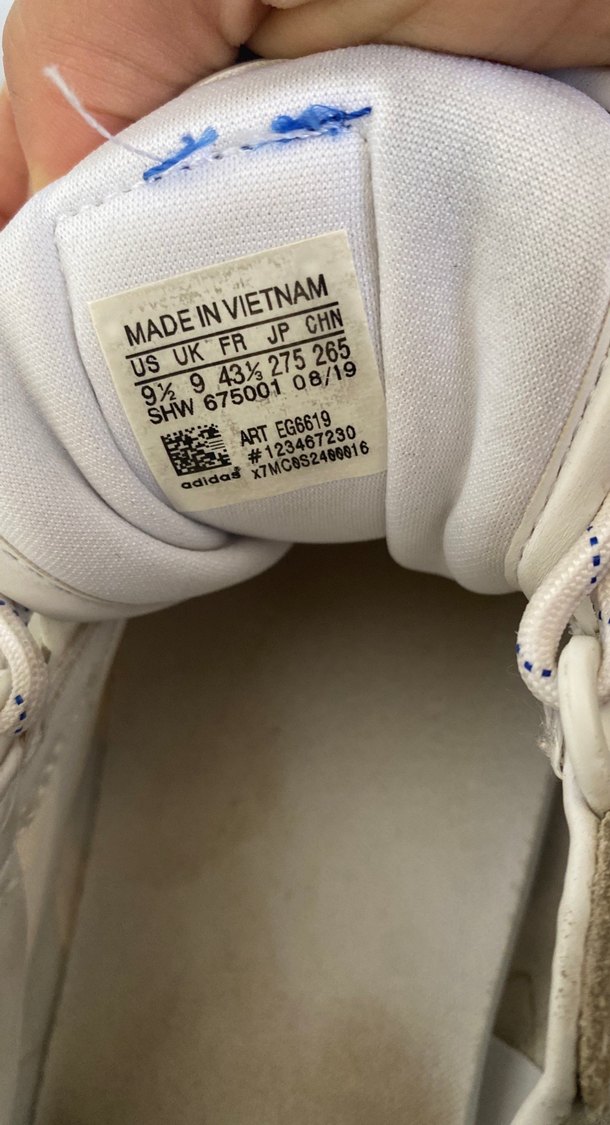 MADE IN VIETNAM
US UK FR JP CHN
9½ 9 43⅓ 275 265
SHW 675001 08/19
ART EG6619
#123467230
x7MC0S2400016
adidas